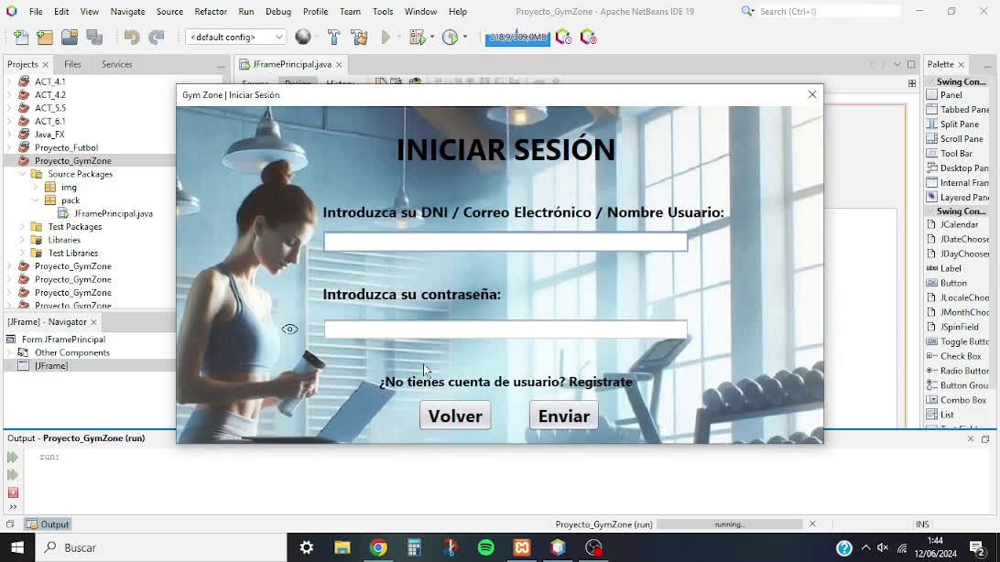 File Edit View Navigate Source Refactor Run Debug Profile Team Tools Window Help Proyecto_GymZone - Apache NetBeans IDE 19 Search (Ctrl+I)
<default config> 218,9/309,0MB
Projects Files Services JFramePrincipal.java Palette
Source Design History
ACT_4.1
ACT_4.2
ACT_5.5
ACT_6.1
Java_FX
Proyecto_Futbol
Proyecto_GymZone
Source Packages
img
pack
JFramePrincipal.java
Test Packages
Libraries
Test Libraries
Proyecto_GymZone
Proyecto_GymZone
Proyecto_GymZone
Proyecto_GymZone
[JFrame] - Navigator
Form JFramePrincipal
Other Components
[JFrame]
Gym Zone | Iniciar Sesión
INICIAR SESIÓN
Introduzca su DNI / Correo Electrónico / Nombre Usuario:
Introduzca su contraseña:
¿No tienes cuenta de usuario? Registrate
Volver Enviar
Swing Con...
Panel
Tabbed Pane
Split Pane
Scroll Pane
Tool Bar
Desktop Pan
Internal Fram
Layered Pane
Swing Con...
JCalendar
JDateChoose
JDayChooser
label Label
Button
JLocaleChoo
JMonthChoo
JSpinField
Toggle Butto
Check Box
Radio Button
Button Grou
Combo Box
List
Output - Proyecto_GymZone (run)
run:
Output Proyecto_GymZone (run) running... INS
Buscar 1:44
12/06/2024